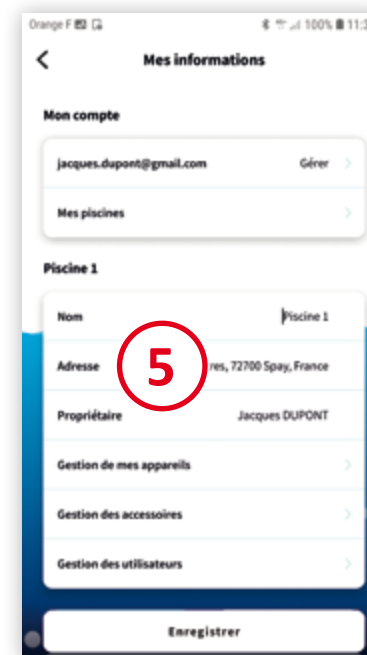 Orange F 100% 11:3
Mes informations
Mon compte
jacques.dupont@gmail.com Gérer
Mes piscines
Piscine 1
Nom Piscine 1
Adresse 5 res, 72700 Spay, France
Propriétaire Jacques DUPONT
Gestion de mes appareils
Gestion des accessoires
Gestion des utilisateurs
Enregistrer